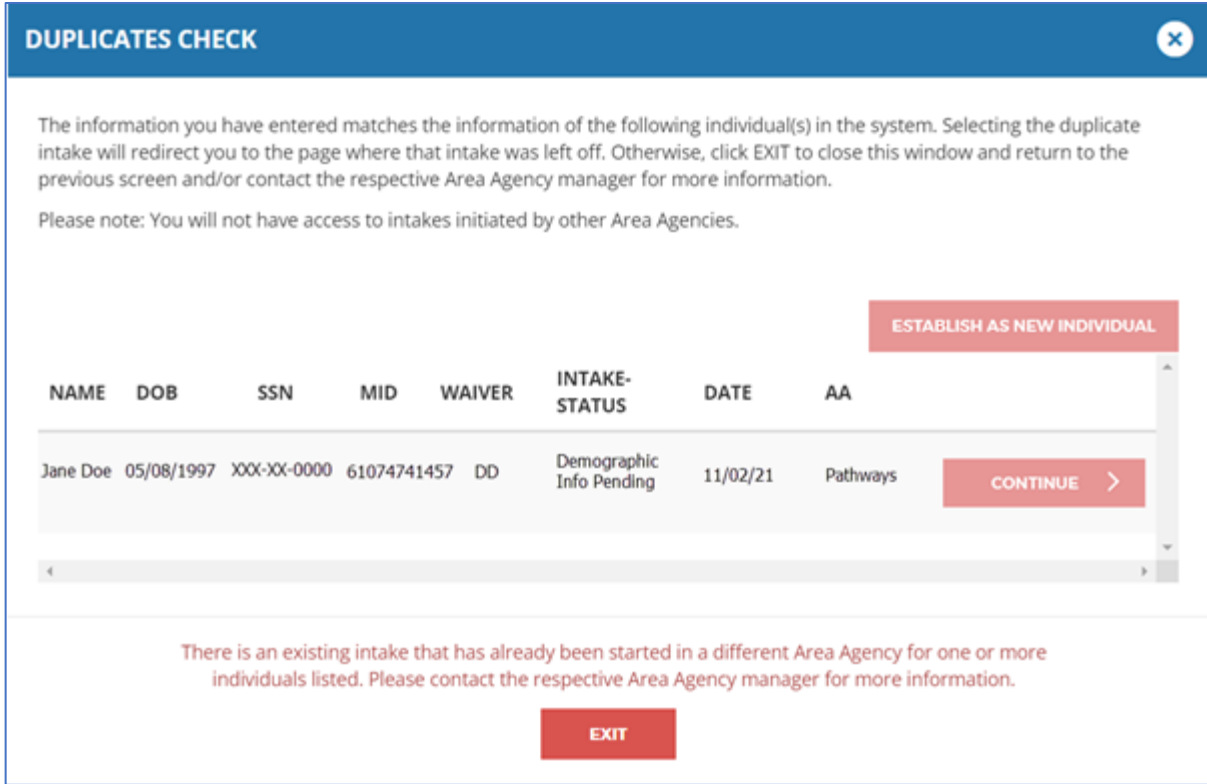 DUPLICATES CHECK
The information you have entered matches the information of the following individual(s) in the system. Selecting the duplicate
intake will redirect you to the page where that intake was left off. Otherwise, click EXIT to close this window and return to the
previous screen and/or contact the respective Area Agency manager for more information.
Please note: You will not have access to intakes initiated by other Area Agencies.
ESTABLISH AS NEW INDIVIDUAL
NAME DOB SSN MID WAIVER INTAKE-
STATUS DATE AA
Jane Doe 05/08/1997 XXX-XX-0000 61074741457 DD Demographic
Info Pending 11/02/21 Pathways CONTINUE
There is an existing intake that has already been started in a different Area Agency for one or more
individuals listed. Please contact the respective Area Agency manager for more information.
EXIT